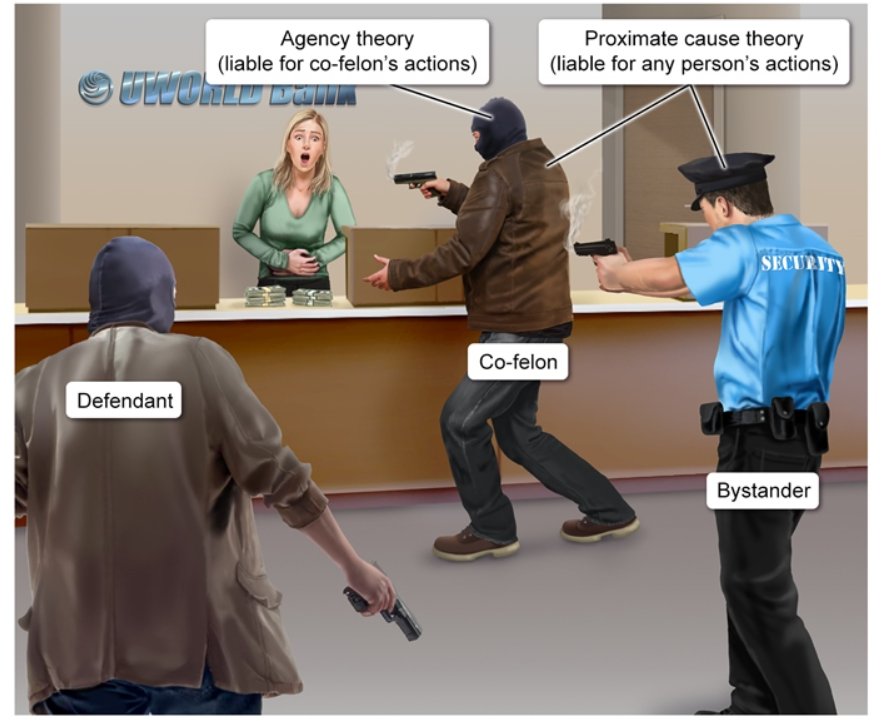 Agency theory
(liable for co-felon's actions)
Proximate cause theory
(liable for any person's actions)
UWORLD Bank
SECURITY
Co-felon
Defendant
Bystander